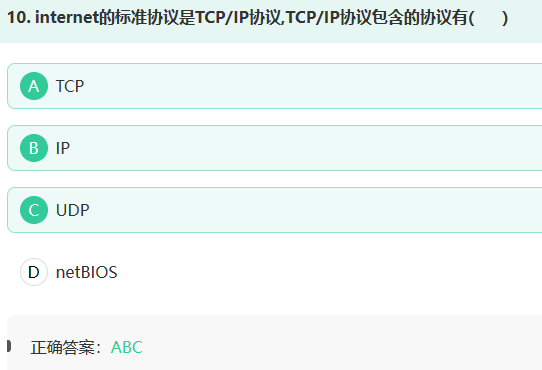 10. internet的标准协议是TCP/IP协议,TCP/IP协议包含的协议有( )
A TCP
B IP
C UDP
D netBIOS
正确答案：ABC